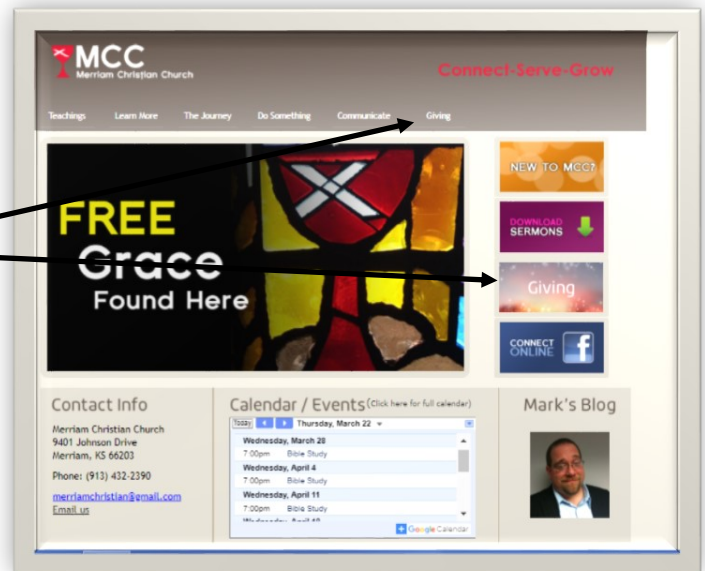 MCC
Merriam Christian Church
Connect-Serve-Grow
Teachings Learn More The Journey Do Something Communicate Giving
FREE
Grace
Found Here
NEW TO MCC?
DOWNLOAD
SERMONS
Giving
CONNECT
ONLINE f
Contact Info
Merriam Christian Church
9401 Johnson Drive
Merriam, KS 66203
Phone: (913) 432-2390
merriamchristian@gmail.com
Email us
Calendar / Events (Click here for full calendar)
Today Thursday, March 22
Wednesday, March 28
7:00pm Bible Study
Wednesday, April 4
7:00pm Bible Study
Wednesday, April 11
7:00pm Bible Study
Google Calendar
Mark's Blog